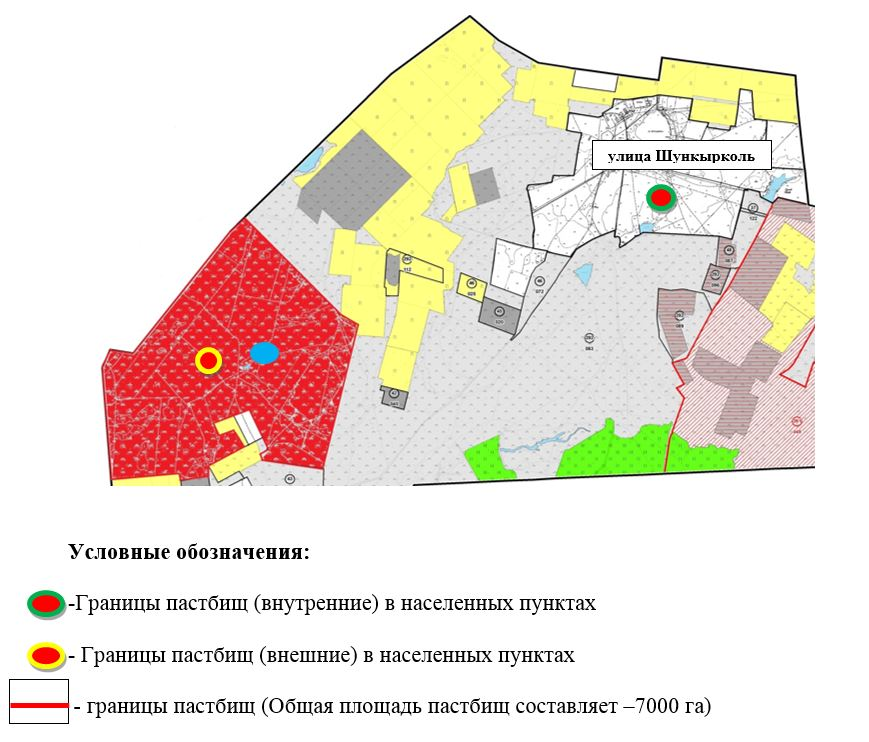 улица Шункырколь
Условные обозначения:
-Границы пастбищ (внутренние) в населенных пунктах
- Границы пастбищ (внешние) в населенных пунктах
- границы пастбищ (Общая площадь пастбищ составляет –7000 га)